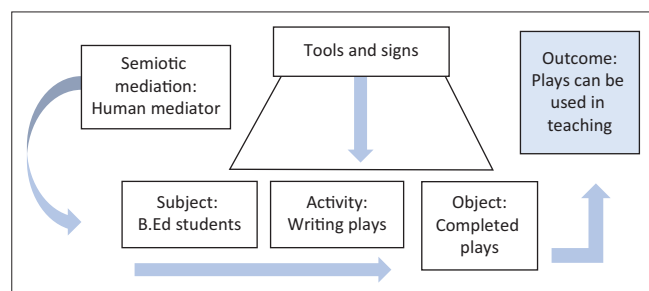 Semiotic
mediation:
Human mediator
Tools and signs
Outcome:
Plays can be
used in
teaching
Subject:
B.Ed students
Activity:
Writing plays
Object:
Completed
plays